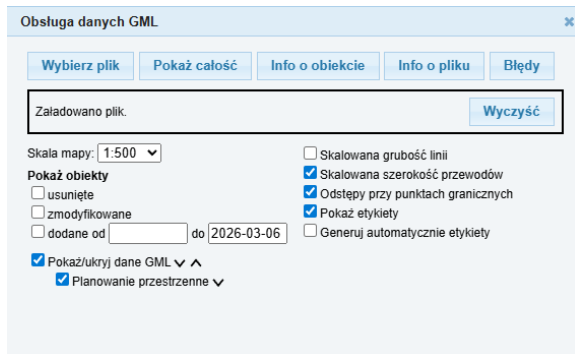 Obsługa danych GML
Wybierz plik Pokaż całość Info o obiekcie Info o pliku Błędy
Załadowano plik. Wyczyść
Skala mapy: 1:500
Pokaż obiekty
usunięte
zmodyfikowane
dodane od do 2026-03-06
Skalowana grubość linii
Skalowana szerokość przewodów
Odstępy przy punktach granicznych
Pokaż etykiety
Generuj automatycznie etykiety
Pokaż/ukryj dane GML
Planowanie przestrzenne